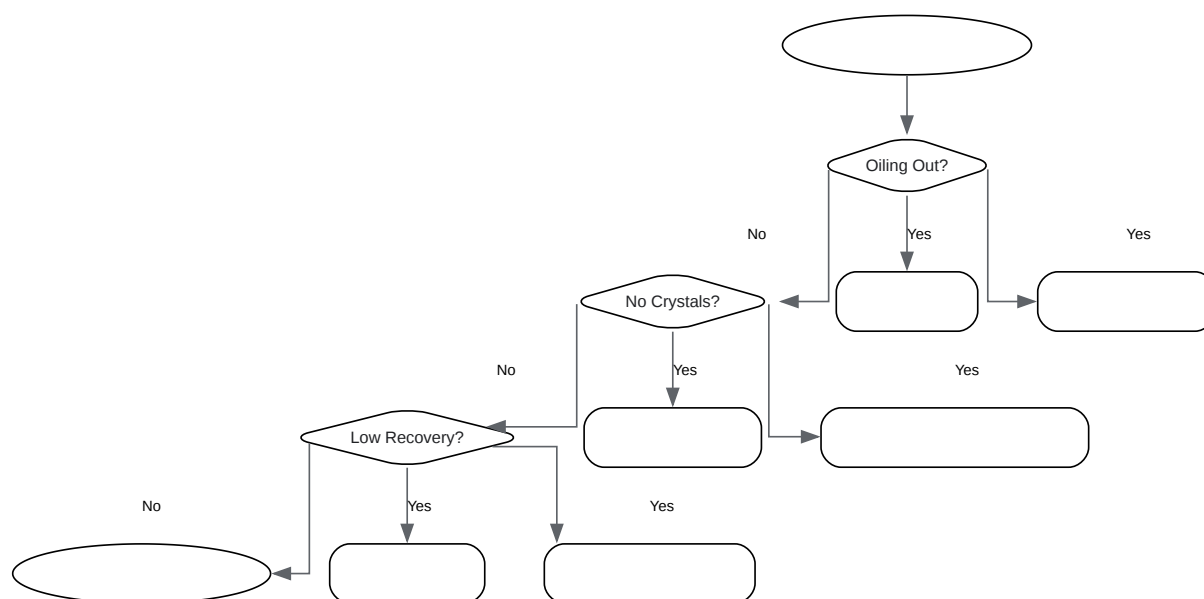 Oiling Out?
No
Yes
Yes
No Crystals?
No
Yes
Yes
Low Recovery?
No
Yes
Yes